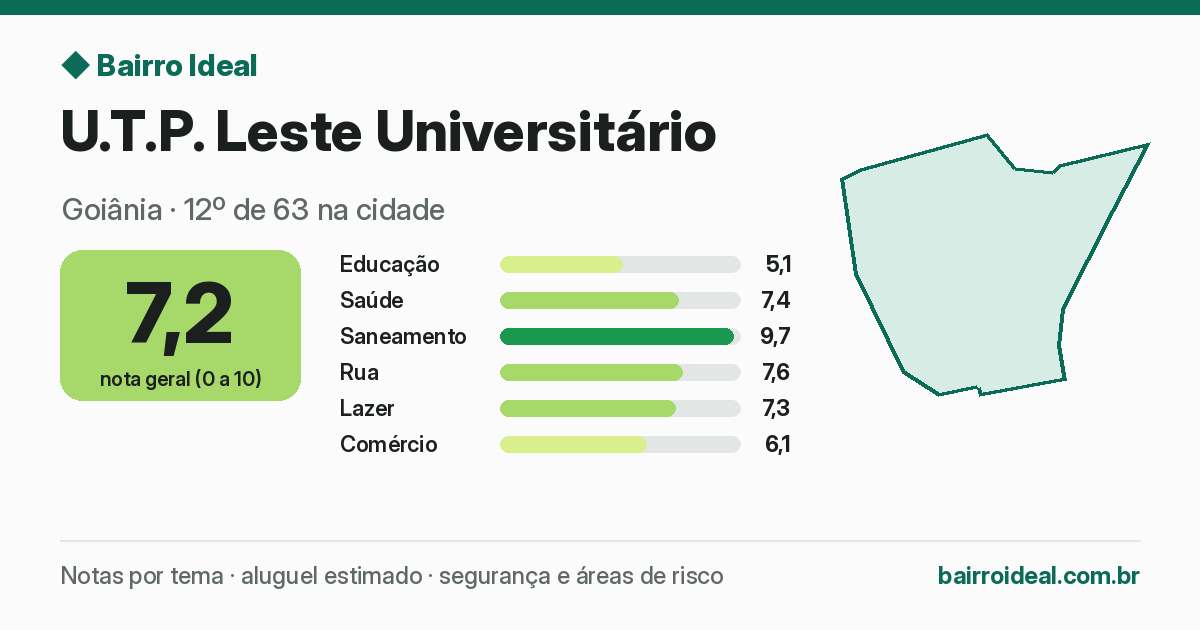 Bairro Ideal
U.T.P. Leste Universitário
Goiânia · 12º de 63 na cidade
7,2
nota geral (0 a 10)
Educação 5,1
Saúde 7,4
Saneamento 9,7
Rua 7,6
Lazer 7,3
Comércio 6,1
Notas por tema · aluguel estimado · segurança e áreas de risco
bairroideal.com.br